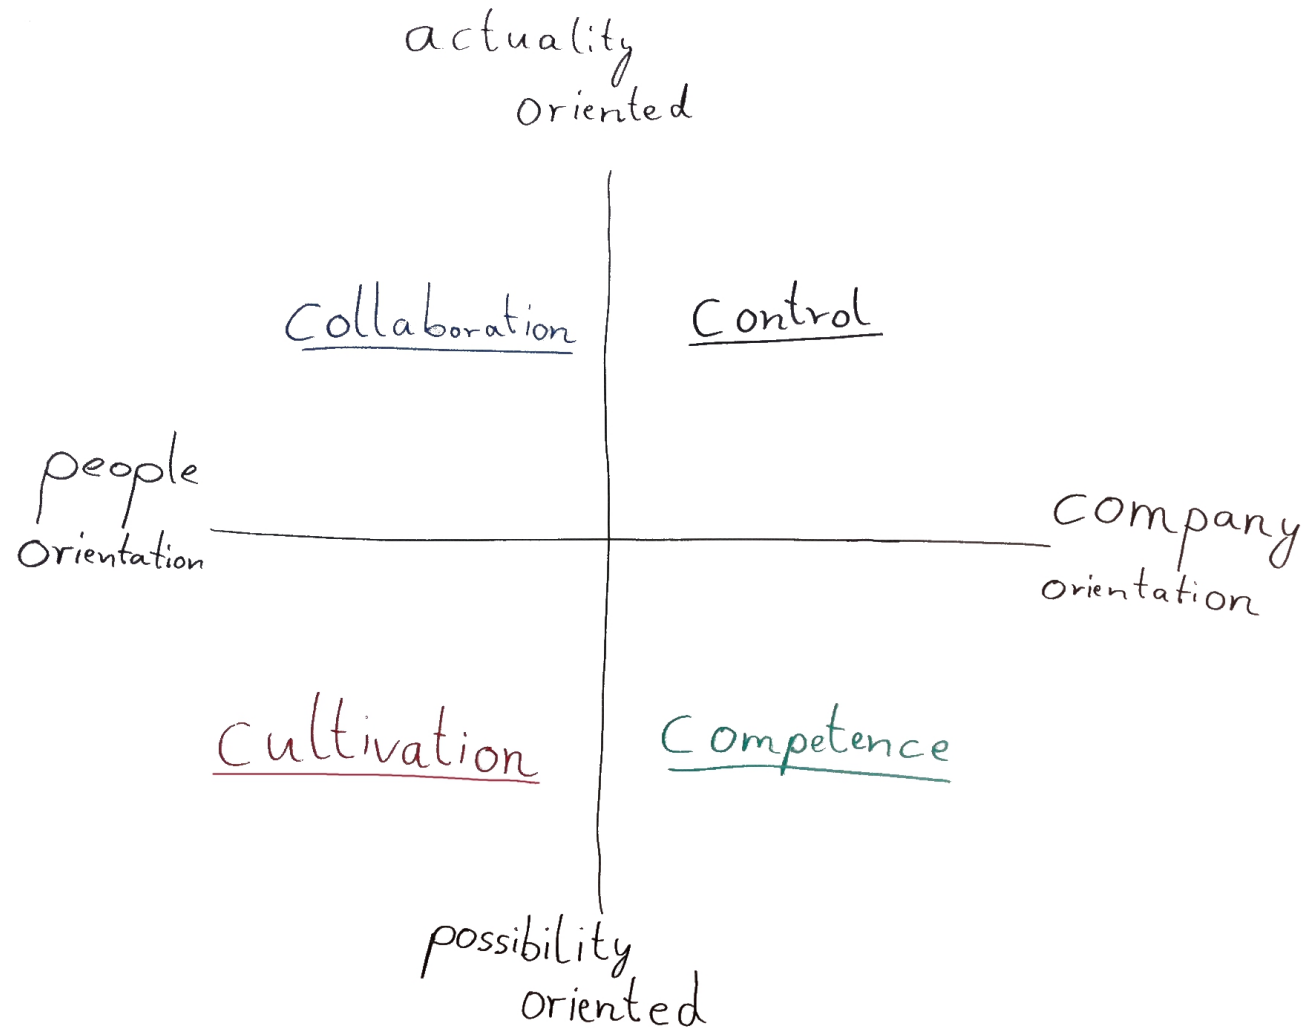 actuality
oriented
Collaboration
Control
people
orientation
company
orientation
Cultivation
Competence
possibility
oriented